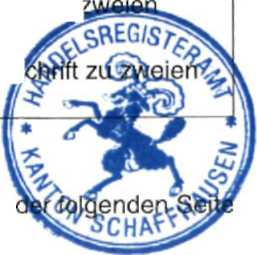 zweien
chrift zu zweien
HANDELSREGISTERAMT
* KANTON SCHAFFHAUSEN *
der folgenden Seite